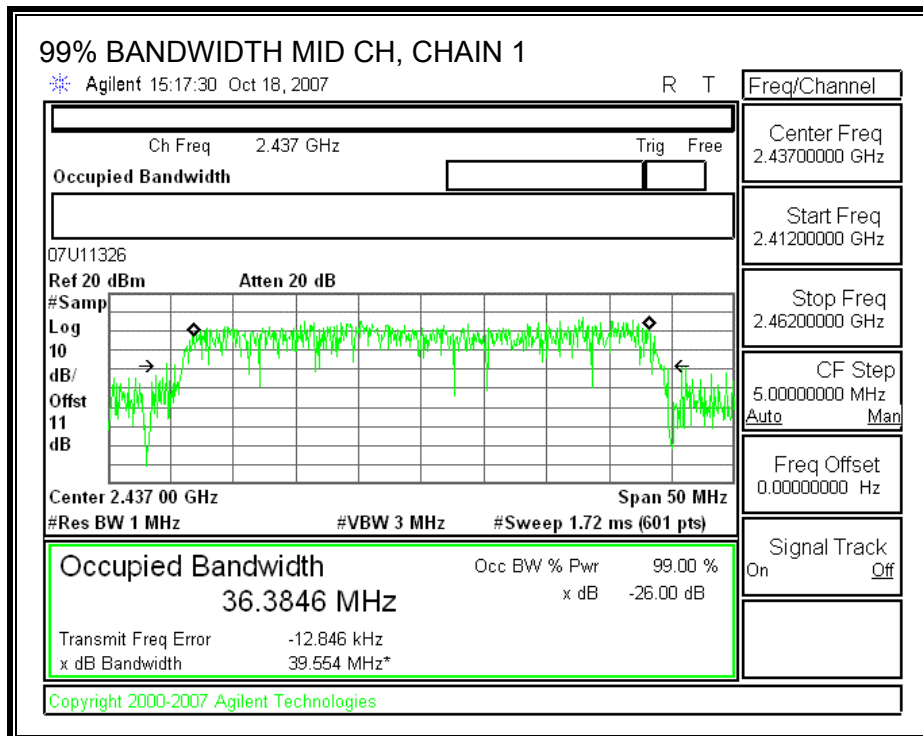 99% BANDWIDTH MID CH, CHAIN 1
Agilent 15:17:30 Oct 18, 2007 R T
Freq/Channel
Ch Freq 2.437 GHz Trig Free
Occupied Bandwidth
Center Freq
2.43700000 GHz
Start Freq
2.41200000 GHz
Stop Freq
2.46200000 GHz
CF Step
5.00000000 MHz
Auto Man
Freq Offset
0.00000000 Hz
Signal Track
On Off
07U11326
Ref 20 dBm Atten 20 dB
#Samp
Log
10
dB/
Offst
11
dB
Center 2.437 00 GHz Span 50 MHz
#Res BW 1 MHz #VBW 3 MHz #Sweep 1.72 ms (601 pts)
Occupied Bandwidth Occ BW % Pwr 99.00 %
36.3846 MHz x dB -26.00 dB
Transmit Freq Error -12.846 kHz
x dB Bandwidth 39.554 MHz*
Copyright 2000-2007 Agilent Technologies